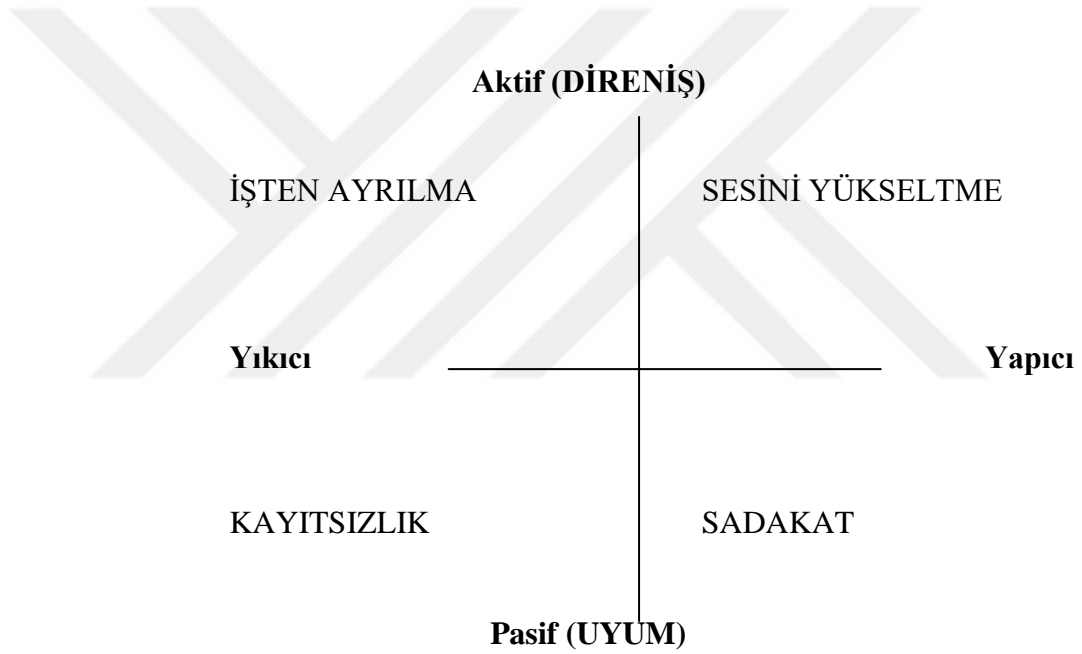 Aktif (DİRENİŞ)
İŞTEN AYRILMA SESİNİ YÜKSELTME
Yıkıcı Yapıcı
KAYITSIZLIK SADAKAT
Pasif (UYUM)